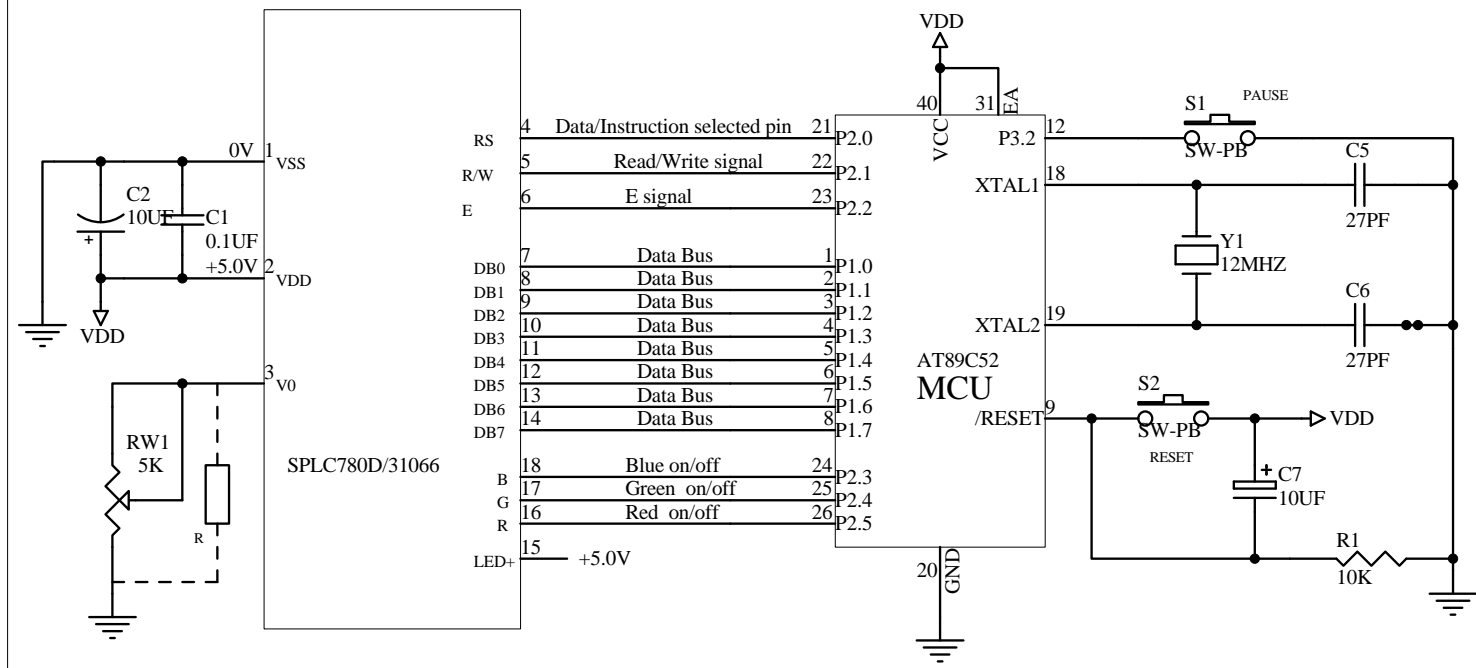 VDD
40
VCC
31
EA
4
RS
Data/Instruction selected pin
21
P2.0
5
R/W
Read/Write signal
22
P2.1
6
E
E signal
23
P2.2
7
DB0
Data Bus
1
P1.0
8
DB1
Data Bus
2
P1.1
9
DB2
Data Bus
3
P1.2
10
DB3
Data Bus
4
P1.3
11
DB4
Data Bus
5
P1.4
12
DB5
Data Bus
6
P1.5
13
DB6
Data Bus
7
P1.6
14
DB7
Data Bus
8
P1.7
18
B
Blue on/off
24
P2.3
17
G
Green on/off
25
P2.4
16
R
Red on/off
26
P2.5
15
LED+
+5.0V
0V
1
VSS
C2
10UF
C1
0.1UF
+5.0V
2
VDD
VDD
3
V0
RW1
5K
R
SPLC780D/31066
AT89C52
MCU
20
GND
P3.2
12
S1
PAUSE
SW-PB
XTAL1
18
C5
27PF
Y1
12MHZ
XTAL2
19
C6
27PF
/RESET
9
S2
SW-PB
RESET
VDD
C7
10UF
R1
10K